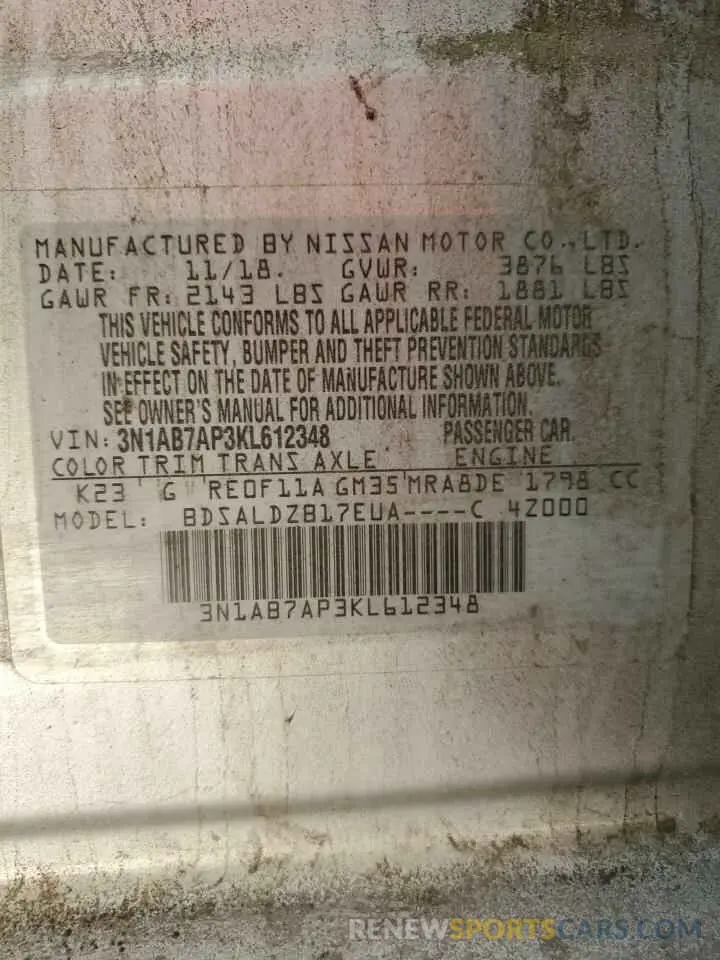 MANUFACTURED BY NISSAN MOTOR CO., LTD.
DATE: 11/18. GVWR: 3876 LBS
GAWR FR: 2143 LBS GAWR RR: 1881 LBS
THIS VEHICLE CONFORMS TO ALL APPLICABLE FEDERAL MOTOR
VEHICLE SAFETY, BUMPER AND THEFT PREVENTION STANDARDS
IN EFFECT ON THE DATE OF MANUFACTURE SHOWN ABOVE.
SEE OWNER'S MANUAL FOR ADDITIONAL INFORMATION.
VIN: 3N1AB7AP3KL612348 PASSENGER CAR.
COLOR TRIM TRANS AXLE ENGINE
K23 G RE0F11A GM35 MRA8DE 1798 CC
MODEL: BDSALDZB17EUA----C 4Z000
3N1AB7AP3KL612348
RENEWSPORTSCARS.COM